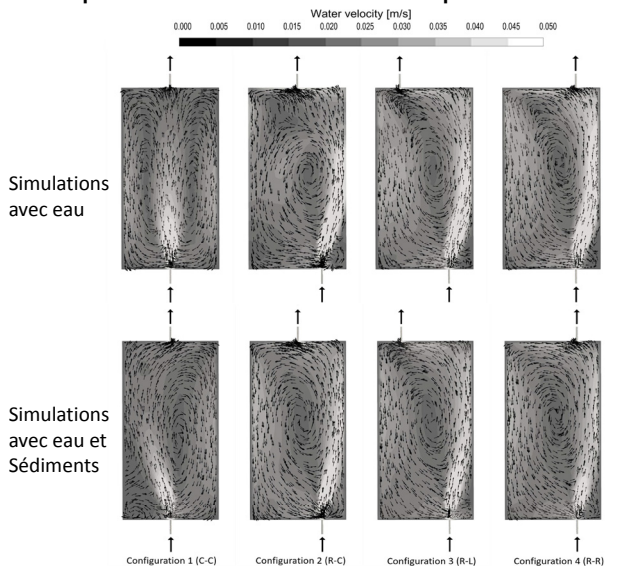 Water velocity [m/s]
0.000 0.005 0.010 0.015 0.020 0.025 0.030 0.035 0.040 0.045 0.050
Simulations
avec eau
Simulations
avec eau et
Sédiments
Configuration 1 (C-C) Configuration 2 (R-C) Configuration 3 (R-L) Configuration 4 (R-R)